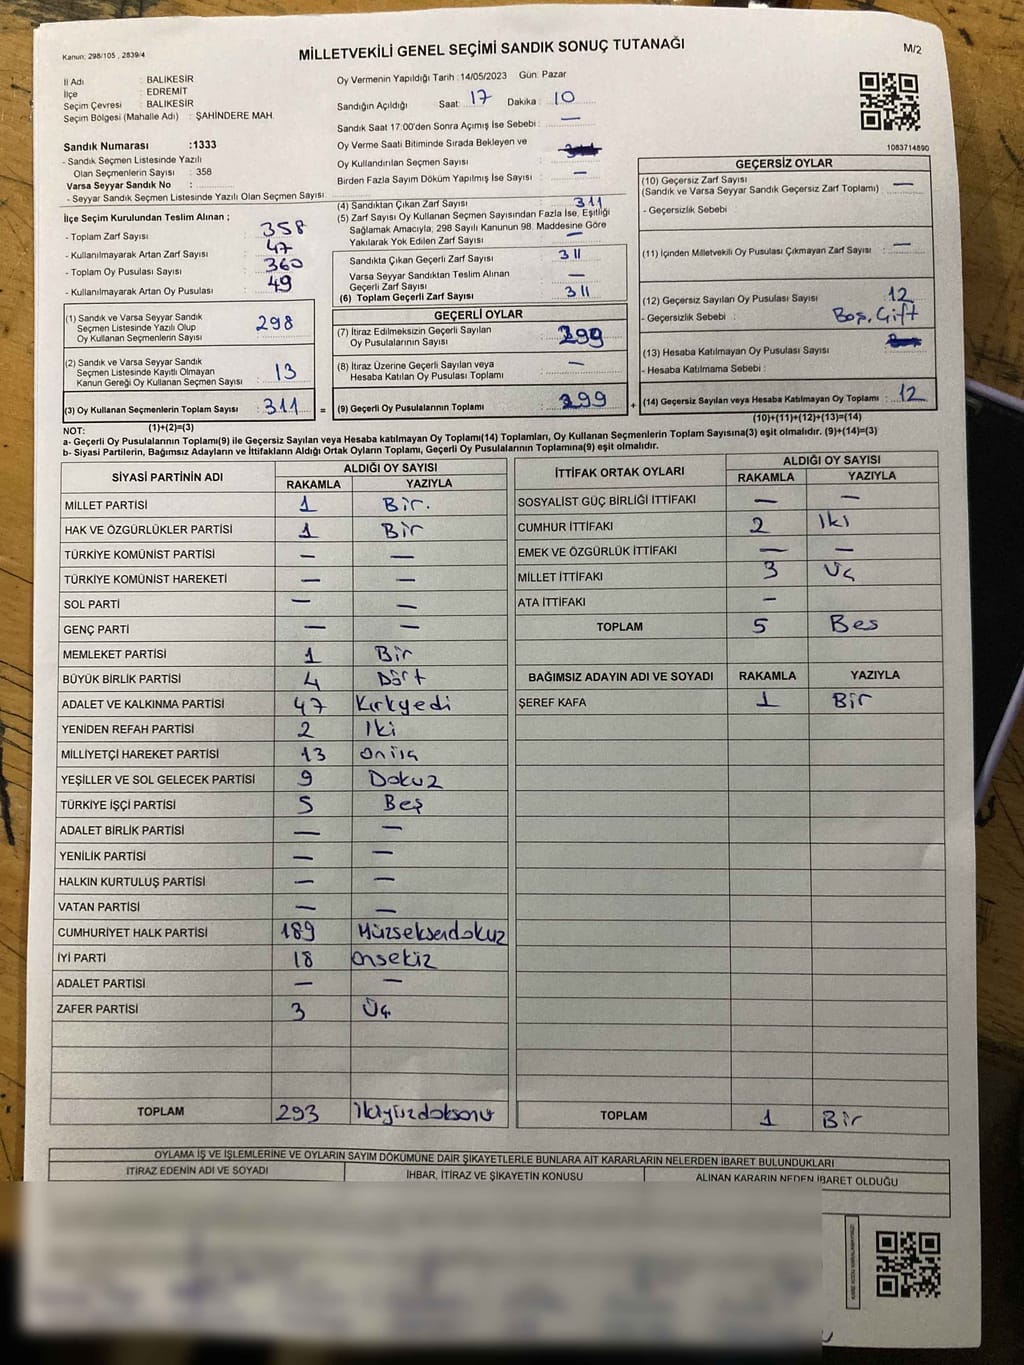 Kanun: 298/105 , 2839/4
MİLLETVEKİLİ GENEL SEÇİMİ SANDIK SONUÇ TUTANAĞI
M/2
İl Adı : BALIKESİR
İlçe : EDREMIT
Seçim Çevresi : BALIKESİR
Seçim Bölgesi (Mahalle Adı) : ŞAHİNDERE MAH.
Sandık Numarası :1333
- Sandık Seçmen Listesinde Yazılı
Olan Seçmenlerin Sayısı : 358
Varsa Seyyar Sandık No :
- Seyyar Sandık Seçmen Listesinde Yazılı Olan Seçmen Sayısı :
İlçe Seçim Kurulundan Teslim Alınan ;
- Toplam Zarf Sayısı : 358
- Kullanılmayarak Artan Zarf Sayısı : 47
- Toplam Oy Pusulası Sayısı : 360
- Kullanılmayarak Artan Oy Pusulası : 49
(1) Sandık ve Varsa Seyyar Sandık
Seçmen Listesinde Yazılı Olup
Oy Kullanan Seçmenlerin Sayısı : 298
(2) Sandık ve Varsa Seyyar Sandık
Seçmen Listesinde Kayıtlı Olmayan
Kanun Gereği Oy Kullanan Seçmen Sayısı : 13
(3) Oy Kullanan Seçmenlerin Toplam Sayısı : 311 =
(1)+(2)=(3)
Oy Vermenin Yapıldığı Tarih :14/05/2023 Gün: Pazar
Sandığın Açıldığı Saat: 17 Dakika : 10
Sandık Saat 17:00'den Sonra Açımış İse Sebebi : —
Oy Verme Saati Bitiminde Sırada Bekleyen ve
Oy Kullandırılan Seçmen Sayısı :
Birden Fazla Sayım Döküm Yapılmış İse Sayısı : —
(4) Sandıktan Çıkan Zarf Sayısı : 311
(5) Zarf Sayısı Oy Kullanan Seçmen Sayısından Fazla İse, Eşitliği
Sağlamak Amacıyla; 298 Sayılı Kanunun 98. Maddesine Göre
Yakılarak Yok Edilen Zarf Sayısı : —
Sandıkta Çıkan Geçerli Zarf Sayısı : 311
Varsa Seyyar Sandıktan Teslim Alınan
Geçerli Zarf Sayısı : —
(6) Toplam Geçerli Zarf Sayısı : 311
GEÇERLİ OYLAR
(7) İtiraz Edilmeksizin Geçerli Sayılan
Oy Pusulalarının Sayısı : 299
(8) İtiraz Üzerine Geçerli Sayılan veya
Hesaba Katılan Oy Pusulası Toplamı : —
(9) Geçerli Oy Pusulalarının Toplamı : 299 +
1083714890
GEÇERSİZ OYLAR
(10) Geçersiz Zarf Sayısı
(Sandık ve Varsa Seyyar Sandık Geçersiz Zarf Toplamı) : —
- Geçersizlik Sebebi
(11) İçinden Milletvekili Oy Pusulası Çıkmayan Zarf Sayısı : —
(12) Geçersiz Sayılan Oy Pusulası Sayısı : 12
- Geçersizlik Sebebi : Boş, Çift
(13) Hesaba Katılmayan Oy Pusulası Sayısı
- Hesaba Katılmama Sebebi :
(14) Geçersiz Sayılan veya Hesaba Katılmayan Oy Toplamı : 12
(10)+(11)+(12)+(13)=(14)
NOT:
a- Geçerli Oy Pusulalarının Toplamı(9) ile Geçersiz Sayılan veya Hesaba katılmayan Oy Toplamı(14) Toplamları, Oy Kullanan Seçmenlerin Toplam Sayısına(3) eşit olmalıdır. (9)+(14)=(3)
b- Siyasi Partilerin, Bağımsız Adayların ve İttifakların Aldığı Ortak Oyların Toplamı, Geçerli Oy Pusulalarının Toplamına(9) eşit olmalıdır.
SİYASİ PARTİNİN ADI ALDIĞI OY SAYISI
RAKAMLA YAZIYLA
MİLLET PARTİSİ 1 Bir.
HAK VE ÖZGÜRLÜKLER PARTİSİ 1 Bir
TÜRKİYE KOMÜNİST PARTİSİ — —
TÜRKİYE KOMÜNİST HAREKETİ — —
SOL PARTİ — —
GENÇ PARTİ — —
MEMLEKET PARTİSİ 1 Bir
BÜYÜK BİRLİK PARTİSİ 4 Dört
ADALET VE KALKINMA PARTİSİ 47 Kırkyedi
YENİDEN REFAH PARTİSİ 2 Iki
MİLLİYETÇİ HAREKET PARTİSİ 13 onüç
YEŞİLLER VE SOL GELECEK PARTİSİ 9 Dokuz
TÜRKİYE İŞÇİ PARTİSİ 5 Beş
ADALET BİRLİK PARTİSİ — —
YENİLİK PARTİSİ — —
HALKIN KURTULUŞ PARTİSİ — —
VATAN PARTİSİ — —
CUMHURİYET HALK PARTİSİ 189 Yüzseksendokuz
İYİ PARTİ 18 Onsekiz
ADALET PARTİSİ — —
ZAFER PARTİSİ 3 Üç
TOPLAM 293
İTTİFAK ORTAK OYLARI ALDIĞI OY SAYISI
RAKAMLA YAZIYLA
SOSYALİST GÜÇ BİRLİĞİ İTTİFAKI — —
CUMHUR İTTİFAKI 2 Iki
EMEK VE ÖZGÜRLÜK İTTİFAKI — —
MİLLET İTTİFAKI 3 Üç
ATA İTTİFAKI —
TOPLAM 5 Bes
BAĞIMSIZ ADAYIN ADI VE SOYADI RAKAMLA YAZIYLA
ŞEREF KAFA 1 Bir
TOPLAM 1 Bir
OYLAMA İŞ VE İŞLEMLERİNE VE OYLARIN SAYIM DÖKÜMÜNE DAİR ŞİKAYETLERLE BUNLARA AİT KARARLARIN NELERDEN İBARET BULUNDUKLARI
İTİRAZ EDENİN ADI VE SOYADI İHBAR, İTİRAZ VE ŞİKAYETİN KONUSU ALINAN KARARIN NEDEN İBARET OLDUĞU